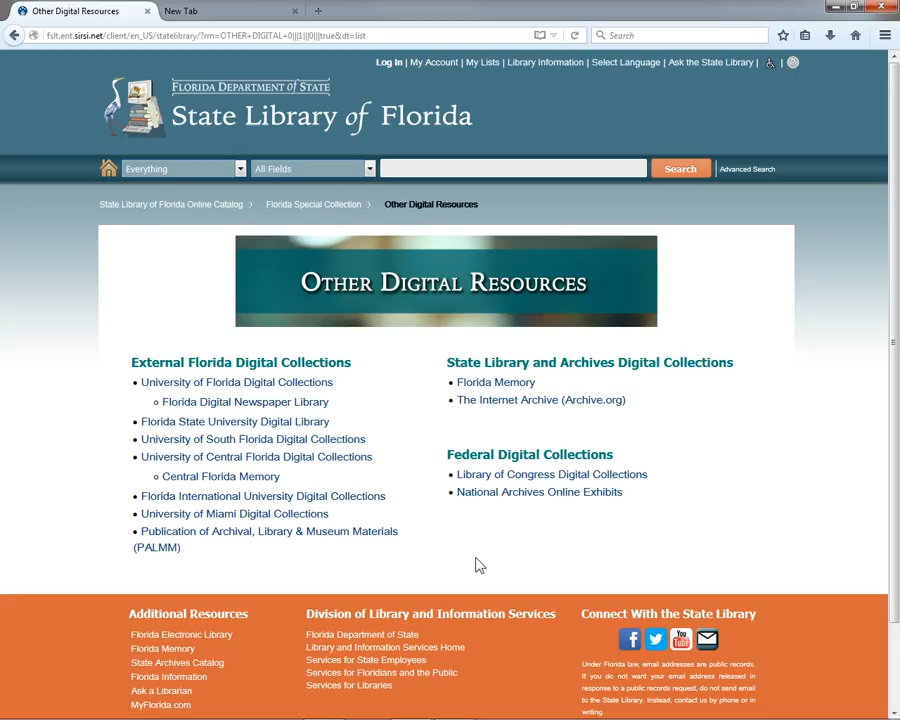 Other Digital Resources
New Tab
fslt.ent.sirsi.net/client/en_US/statelibrary/?rm=OTHER+DIGITAL+0|||1|||0|||true&dt=list
Search
Log In | My Account | My Lists | Library Information | Select Language | Ask the State Library |
FLORIDA DEPARTMENT OF STATE
State Library of Florida
Everything
All Fields
Search
Advanced Search
State Library of Florida Online Catalog
Florida Special Collection
Other Digital Resources
OTHER DIGITAL RESOURCES
External Florida Digital Collections
• University of Florida Digital Collections
Florida Digital Newspaper Library
• Florida State University Digital Library
• University of South Florida Digital Collections
• University of Central Florida Digital Collections
Central Florida Memory
• Florida International University Digital Collections
• University of Miami Digital Collections
• Publication of Archival, Library & Museum Materials
(PALMM)
State Library and Archives Digital Collections
• Florida Memory
• The Internet Archive (Archive.org)
Federal Digital Collections
• Library of Congress Digital Collections
• National Archives Online Exhibits
Additional Resources
Florida Electronic Library
Florida Memory
State Archives Catalog
Florida Information
Ask a Librarian
MyFlorida.com
Division of Library and Information Services
Florida Department of State
Library and Information Services Home
Services for State Employees
Services for Floridians and the Public
Services for Libraries
Connect With the State Library
You Tube
Under Florida law, email addresses are public records.
If you do not want your email address released in
response to a public records request, do not send email
to the State Library. Instead, contact us by phone or in
writing.